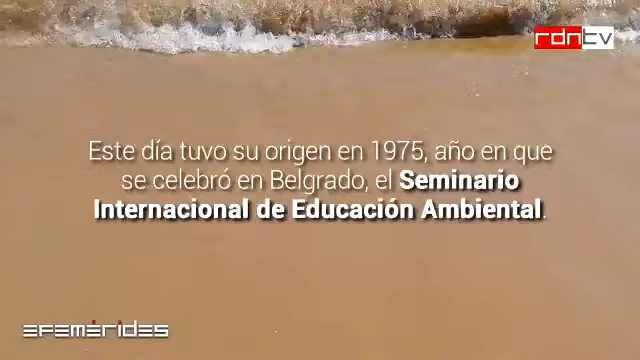 rdntv
Este día tuvo su origen en 1975, año en que
se celebró en Belgrado, el Seminario
Internacional de Educación Ambiental.
EFEMÉRIDES